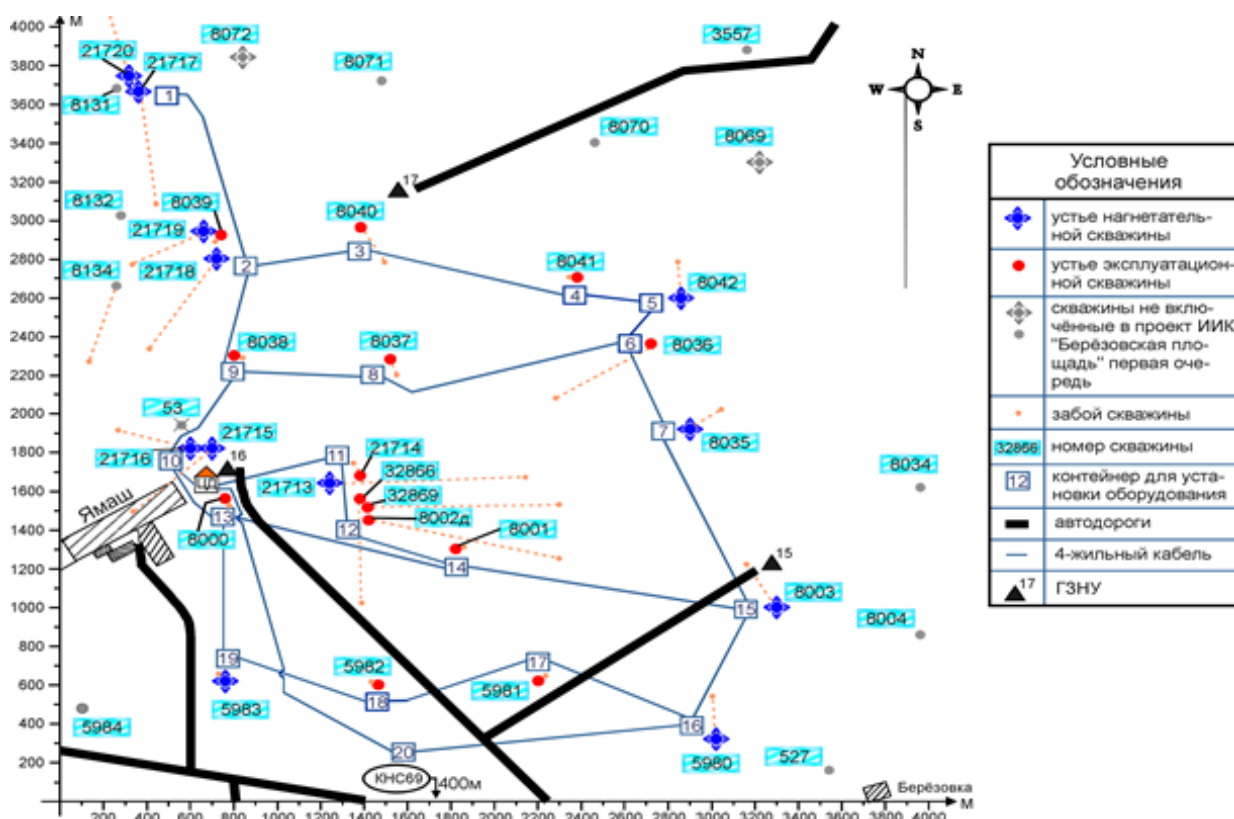 4000
М
3800
3600
3400
3200
3000
2800
2600
2400
2200
2000
1800
1600
1400
1200
1000
800
600
400
200
21720
21717
8072
8071
3557
8131
1
8070
8069
N
W
E
S
17
8132
8039
8040
21719
3
8134
21718
2
8041
8042
4
5
8038
8037
6
8036
9
8
53
21715
7
8035
21716
10
16
11
21714
8034
ЦД
21713
32866
32869
Ямаш
13
12
8002д
8001
8000
14
15
15
8003
8004
19
5982
17
5981
5983
18
16
5984
20
5980
527
КНС69
400м
Берёзовка
М
200 400 600 800 1000 1200 1400 1600 1800 2000 2200 2400 2600 2800 3000 3200 3400 3600 3800 4000
Условные
обозначения
устье нагнетатель-
ной скважины
устье эксплуатацион-
ной скважины
скважины не вклю-
чённые в проект ИИК
"Берёзовская пло-
щадь" первая оче-
редь
забой скважины
32866
номер скважины
12
контейнер для уста-
новки оборудования
автодороги
4-жильный кабель
17
ГЗНУ